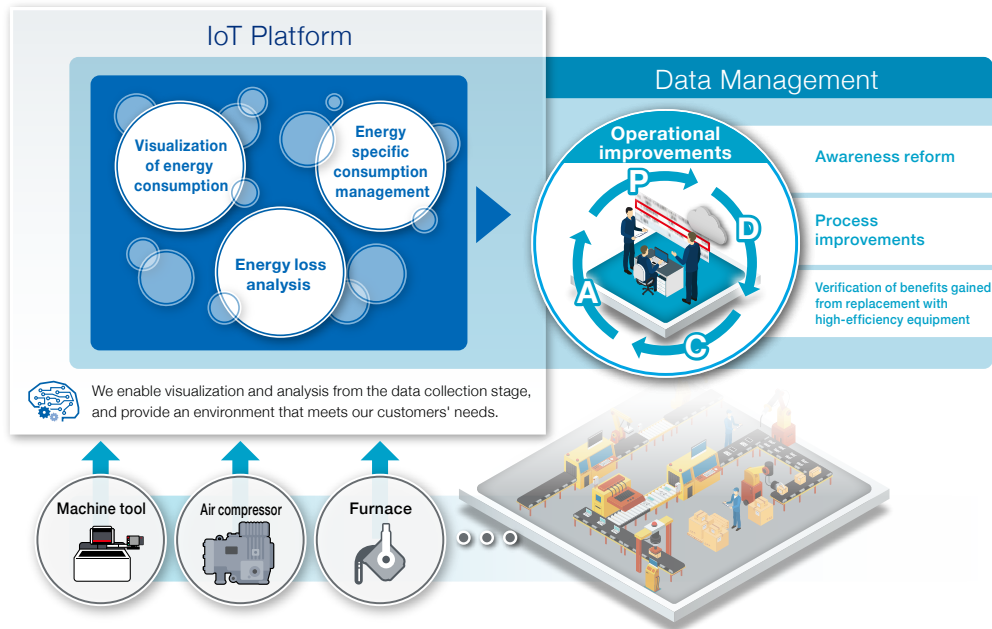 IoT Platform
Visualization
of energy
consumption
Energy
specific
consumption
management
Energy loss
analysis
We enable visualization and analysis from the data collection stage,
and provide an environment that meets our customers' needs.
Data Management
Operational
improvements
P
D
C
A
Awareness reform
Process
improvements
Verification of benefits gained
from replacement with
high-efficiency equipment
Machine tool
Air compressor
Furnace